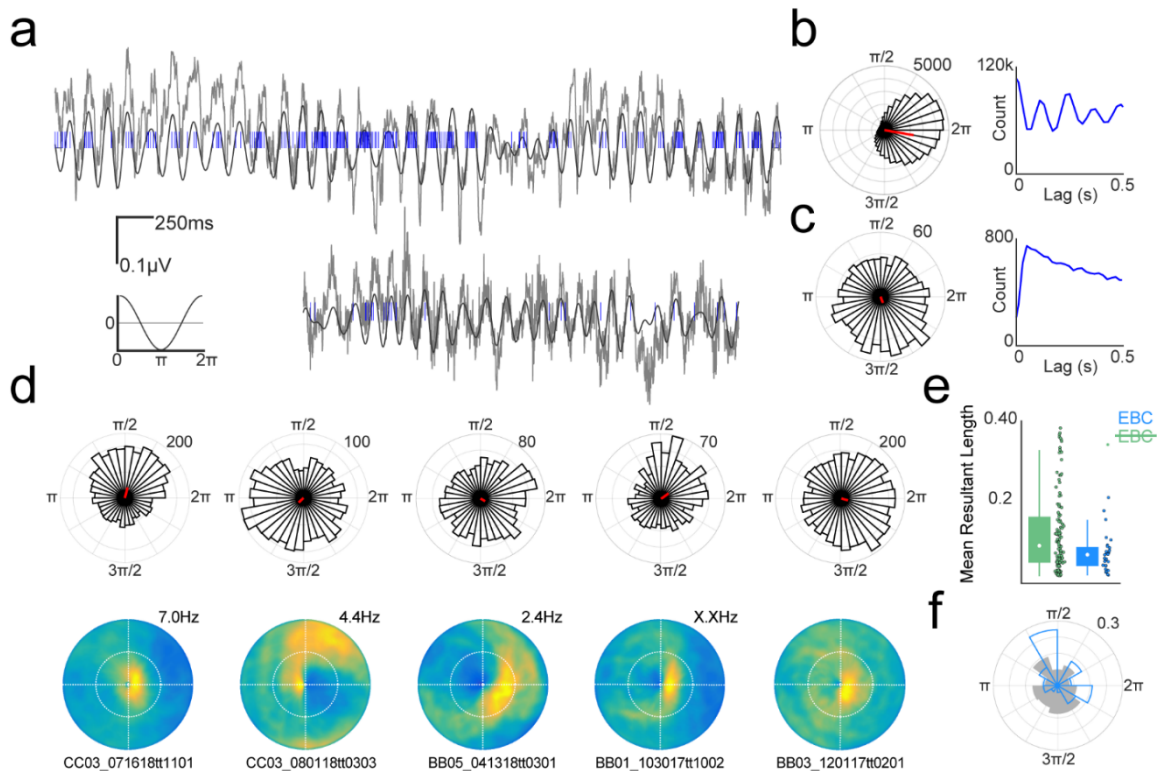 a
250ms
0.1µV
0
0 π 2π
b
π/2
5000
π
2π
3π/2
120k
Count
0
0 Lag (s) 0.5
c
60
π
2π
3π/2
800
Count
0
0 Lag (s) 0.5
d
π/2 π/2 π/2 π/2 π/2
200 100 80 70 200
π 2π π 2π π 2π π 2π π 2π
3π/2 3π/2 3π/2 3π/2 3π/2
7.0Hz 4.4Hz 2.4Hz X.XHz
CC03_071618tt1101 CC03_080118tt0303 BB05_041318tt0301 BB01_103017tt1002 BB03_120117tt0201
e
0.40
EBC
EBC
0.2
Mean Resultant Length
f
π/2
0.3
π
2π
3π/2